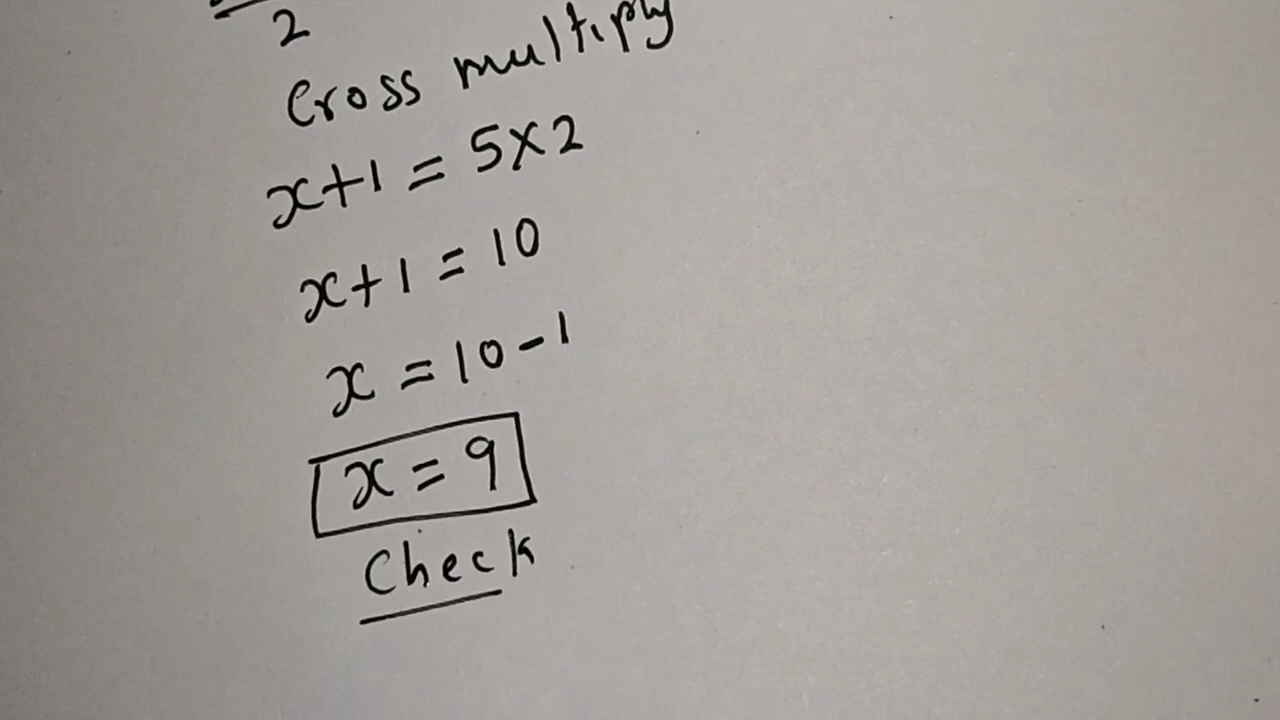 2
Cross multiply
x+1 = 5×2
x+1 = 10
x = 10-1
x = 9
Check